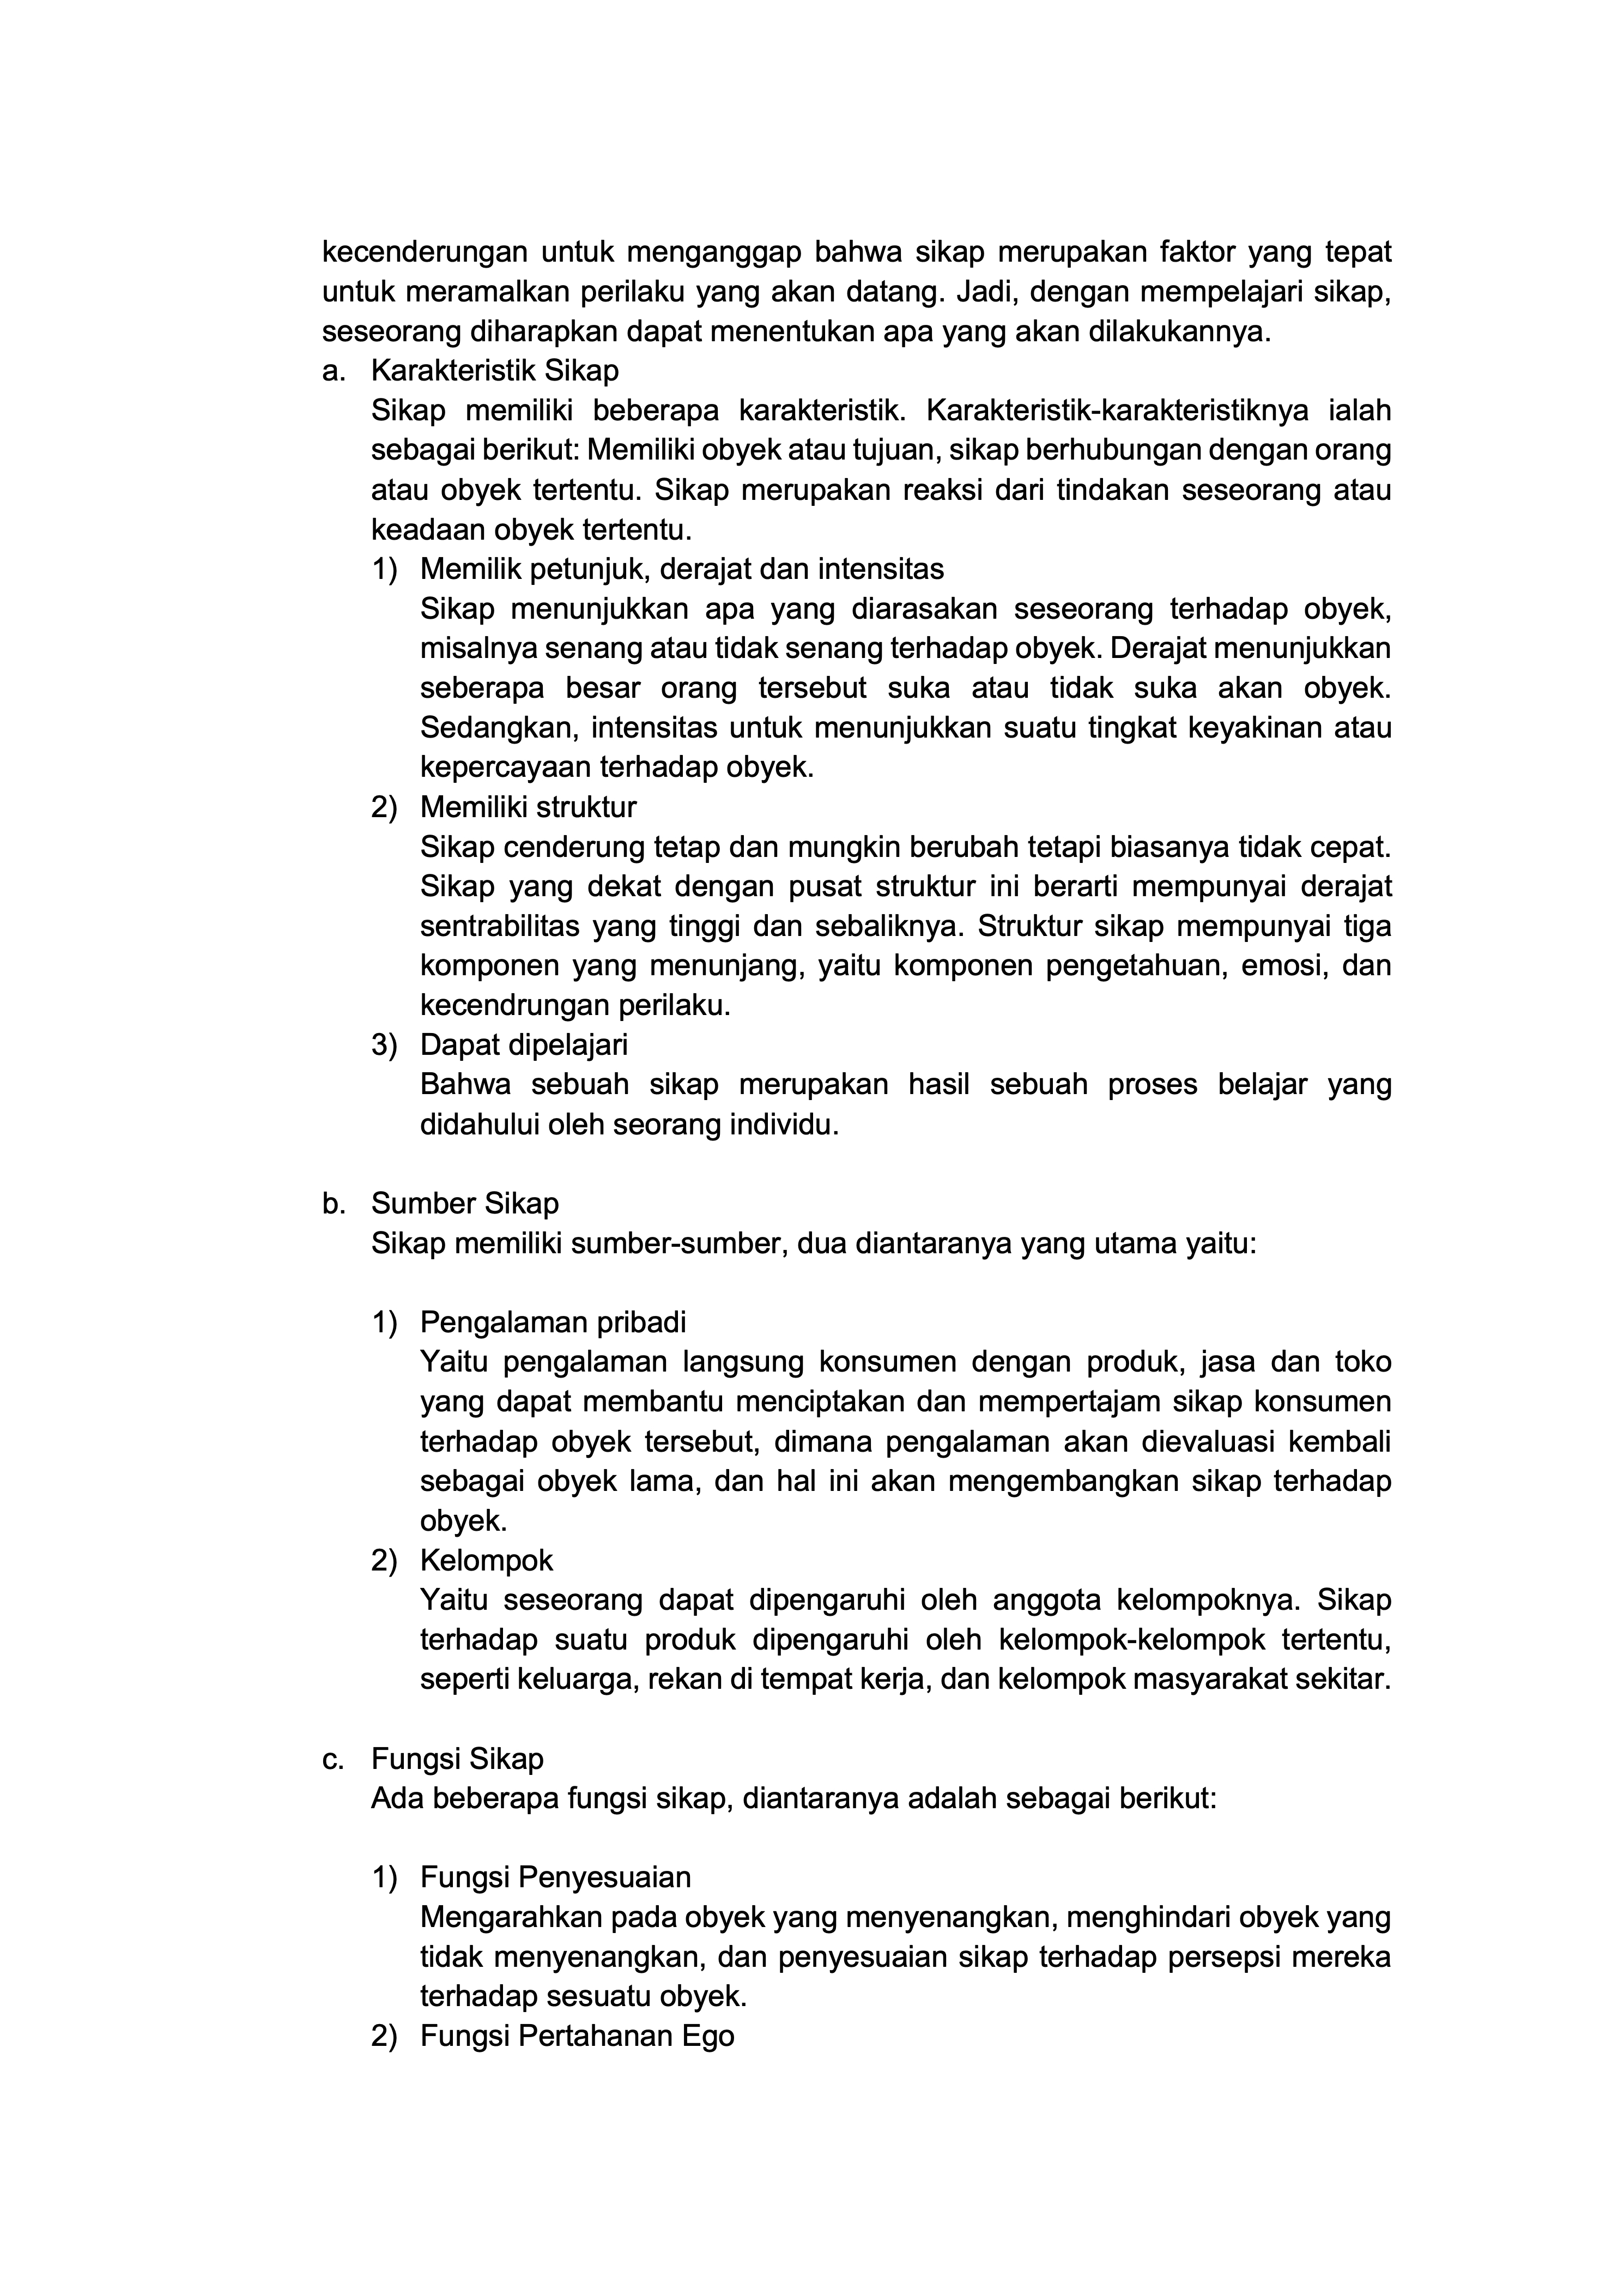 kecenderungan untuk menganggap bahwa sikap merupakan faktor yang tepat
untuk meramalkan perilaku yang akan datang. Jadi, dengan mempelajari sikap,
seseorang diharapkan dapat menentukan apa yang akan dilakukannya.
a. Karakteristik Sikap
Sikap memiliki beberapa karakteristik. Karakteristik-karakteristiknya ialah
sebagai berikut: Memiliki obyek atau tujuan, sikap berhubungan dengan orang
atau obyek tertentu. Sikap merupakan reaksi dari tindakan seseorang atau
keadaan obyek tertentu.
1) Memilik petunjuk, derajat dan intensitas
Sikap menunjukkan apa yang diarasakan seseorang terhadap obyek,
misalnya senang atau tidak senang terhadap obyek. Derajat menunjukkan
seberapa besar orang tersebut suka atau tidak suka akan obyek.
Sedangkan, intensitas untuk menunjukkan suatu tingkat keyakinan atau
kepercayaan terhadap obyek.
2) Memiliki struktur
Sikap cenderung tetap dan mungkin berubah tetapi biasanya tidak cepat.
Sikap yang dekat dengan pusat struktur ini berarti mempunyai derajat
sentrabilitas yang tinggi dan sebaliknya. Struktur sikap mempunyai tiga
komponen yang menunjang, yaitu komponen pengetahuan, emosi, dan
kecendrungan perilaku.
3) Dapat dipelajari
Bahwa sebuah sikap merupakan hasil sebuah proses belajar yang
didahului oleh seorang individu.
b. Sumber Sikap
Sikap memiliki sumber-sumber, dua diantaranya yang utama yaitu:
1) Pengalaman pribadi
Yaitu pengalaman langsung konsumen dengan produk, jasa dan toko
yang dapat membantu menciptakan dan mempertajam sikap konsumen
terhadap obyek tersebut, dimana pengalaman akan dievaluasi kembali
sebagai obyek lama, dan hal ini akan mengembangkan sikap terhadap
obyek.
2) Kelompok
Yaitu seseorang dapat dipengaruhi oleh anggota kelompoknya. Sikap
terhadap suatu produk dipengaruhi oleh kelompok-kelompok tertentu,
seperti keluarga, rekan di tempat kerja, dan kelompok masyarakat sekitar.
c. Fungsi Sikap
Ada beberapa fungsi sikap, diantaranya adalah sebagai berikut:
1) Fungsi Penyesuaian
Mengarahkan pada obyek yang menyenangkan, menghindari obyek yang
tidak menyenangkan, dan penyesuaian sikap terhadap persepsi mereka
terhadap sesuatu obyek.
2) Fungsi Pertahanan Ego